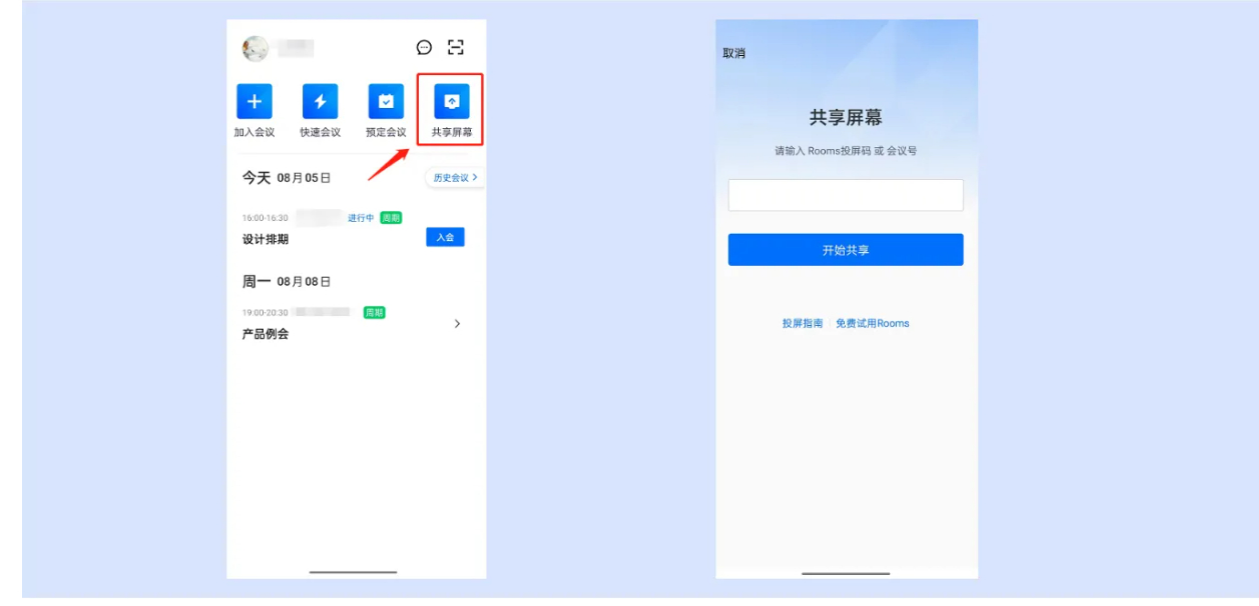 加入会议
快速会议
预定会议
共享屏幕
今天 08月05日
历史会议 >
16:00-16:30 进行中 周期
设计排期
入会
周一 08月08日
19:00-20:30 周期
产品例会
取消
共享屏幕
请输入 Rooms投屏码 或 会议号
开始共享
投屏指南 免费试用Rooms